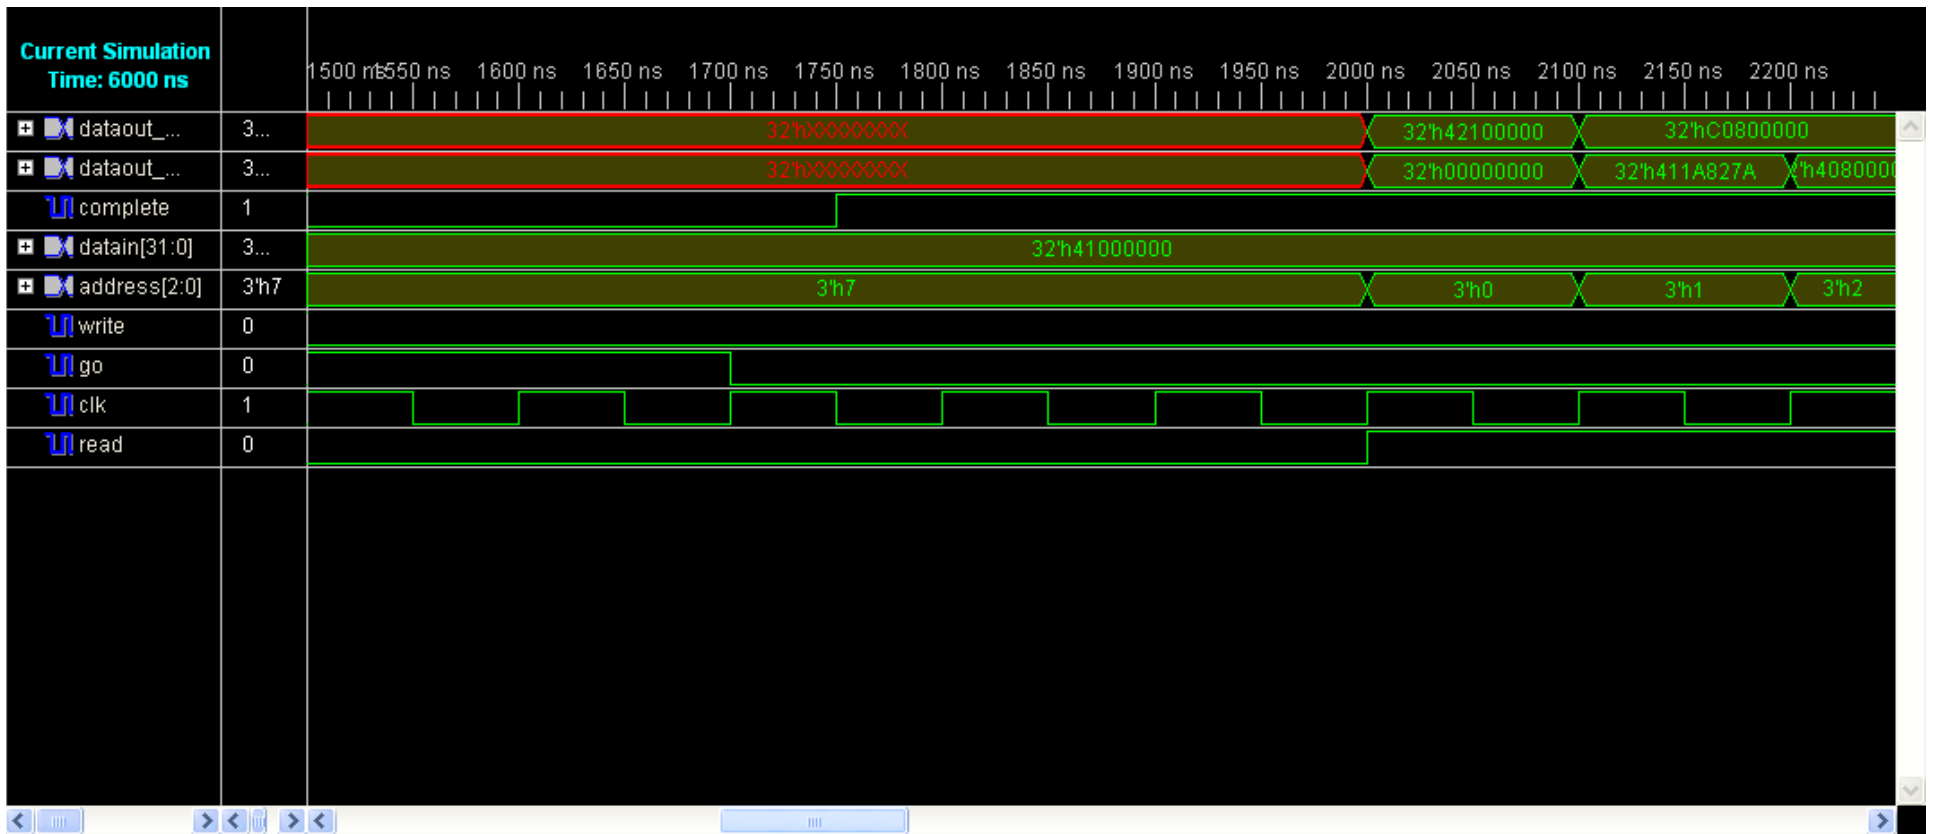 Current Simulation
Time: 6000 ns
1500 ns 1550 ns 1600 ns 1650 ns 1700 ns 1750 ns 1800 ns 1850 ns 1900 ns 1950 ns 2000 ns 2050 ns 2100 ns 2150 ns 2200 ns
dataout_... 3... 32'hXXXXXXXX 32'h42100000 32'hC0800000
dataout_... 3... 32'hXXXXXXXX 32'h00000000 32'h411A827A 'h4080000
complete 1
datain[31:0] 3... 32'h41000000
address[2:0] 3'h7 3'h7 3'h0 3'h1 3'h2
write 0
go 0
clk 1
read 0